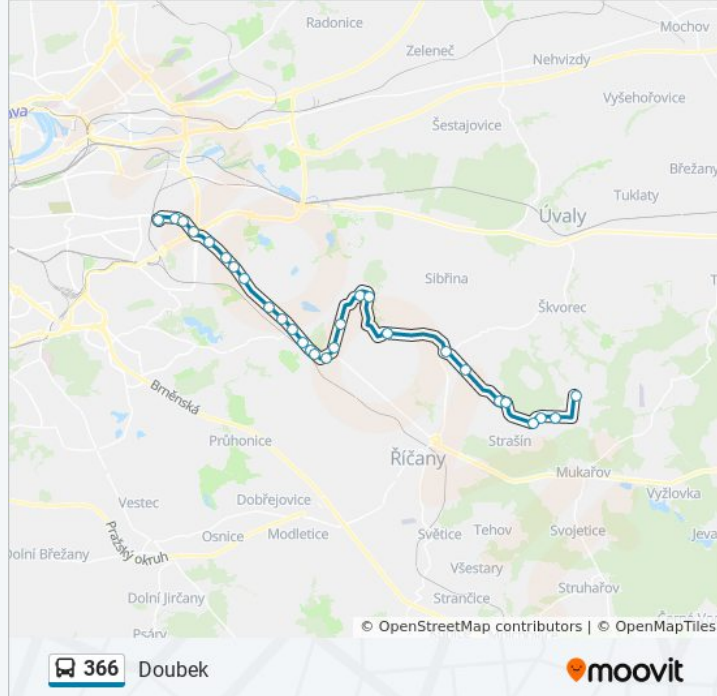 Radonice
Mochov
Zeleneč
Nehvizdy
Vyšehořovice
ava
Šestajovice
Břežany
Tuklaty
Úvaly
Sibřina
Škvorec
Brněnská
Průhonice
Říčany
Strašín
Mukařov
Vyžlovka
Dobřejovice
Vestec
Pražský okruh
Osnice
Modletice
Světice
Tehov
Svojetice
Jeva
Dolní Břežany
Všestary
Struhařov
Dolní Jirčany
Strančice
Psáry
© OpenStreetMap contributors | © OpenMapTiles
366 Doubek
moovit